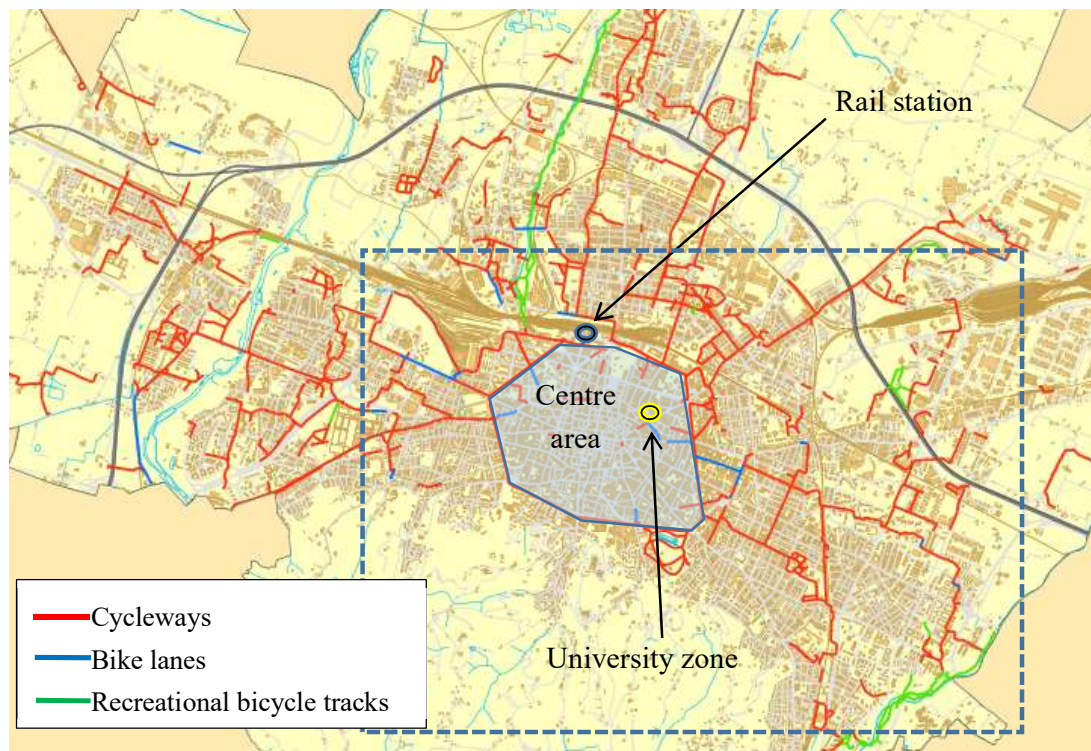 Rail station
Centre
area
University zone
Cycleways
Bike lanes
Recreational bicycle tracks